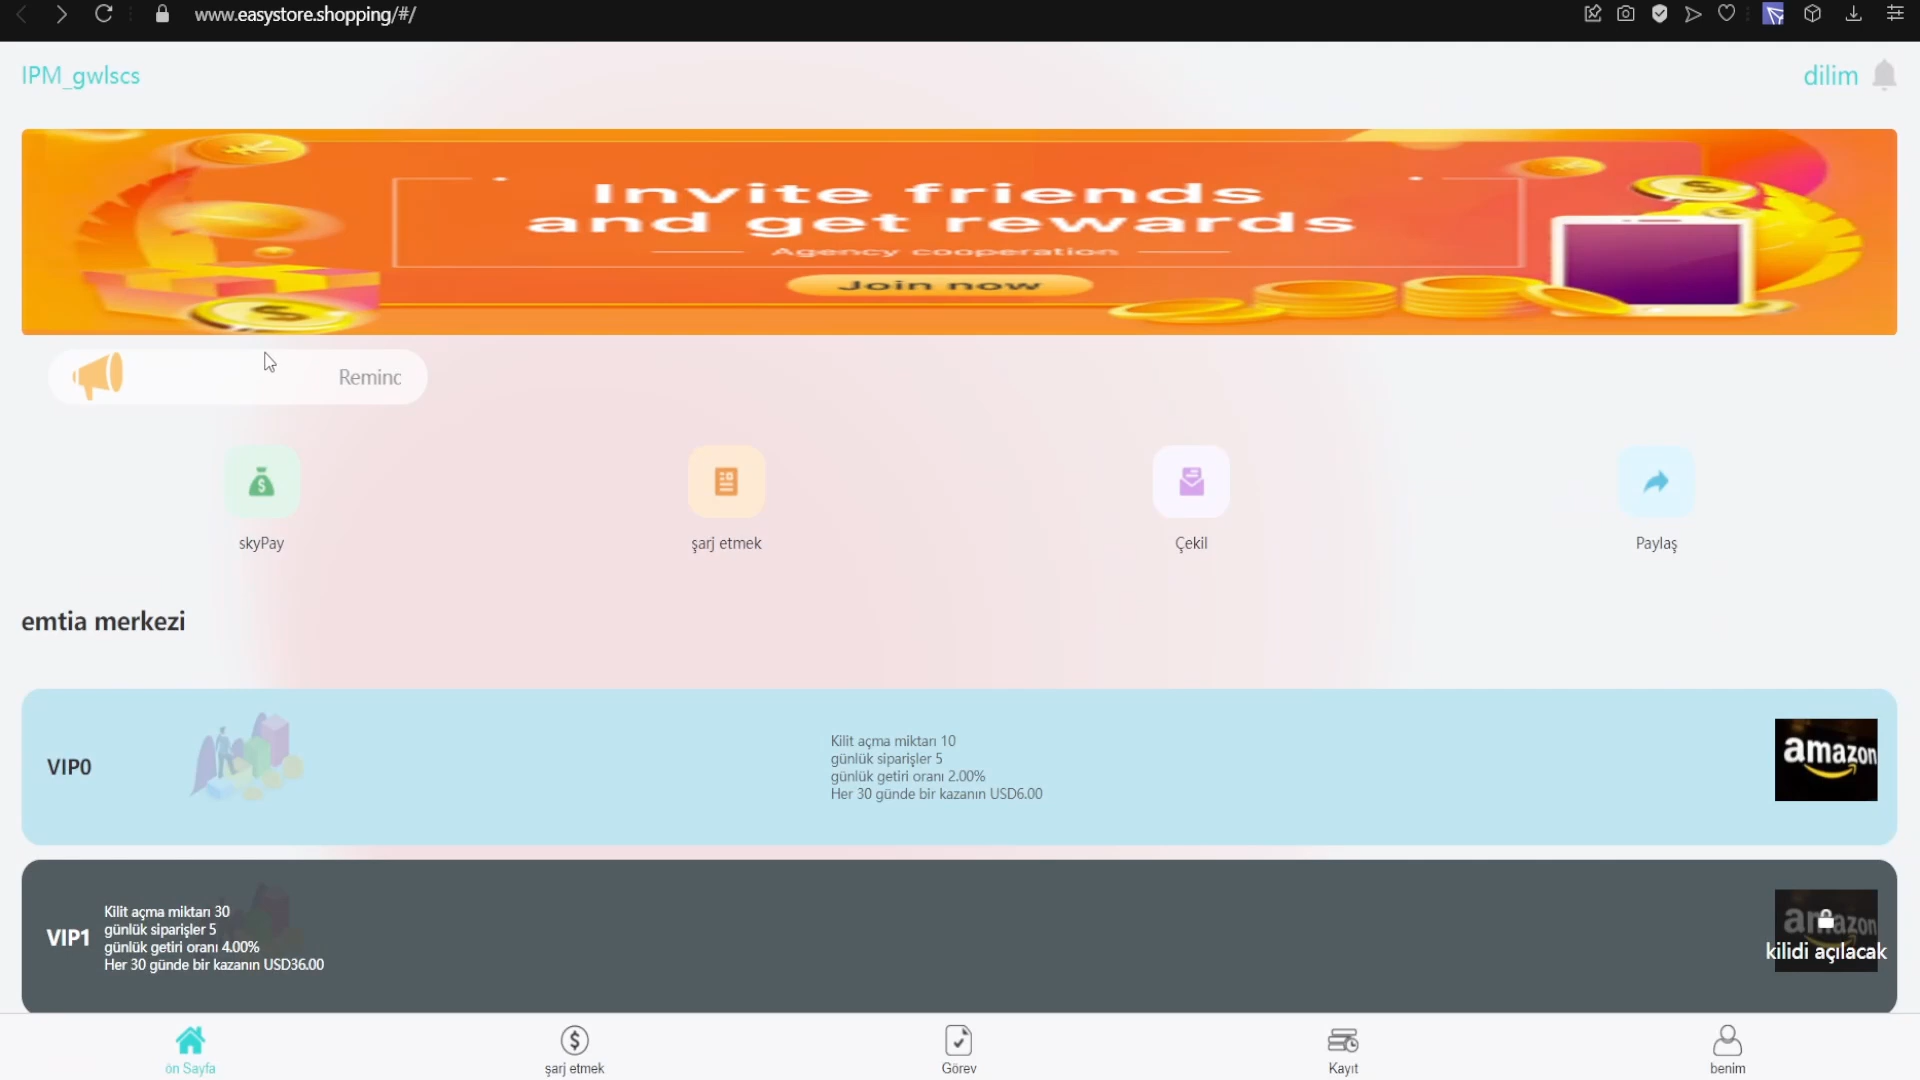 www.easystore.shopping/#/
IPM_gwlscs
dilim
Invite friends
and get rewards
Agency cooperation
Join now
Reminc
skyPay
şarj etmek
Çekil
Paylaş
emtia merkezi
VIP0
Kilit açma miktarı 10
günlük siparişler 5
günlük getiri oranı 2.00%
Her 30 günde bir kazanın USD6.00
amazon
VIP1
Kilit açma miktarı 30
günlük siparişler 5
günlük getiri oranı 4.00%
Her 30 günde bir kazanın USD36.00
amazon
kilidi açılacak
ön Sayfa
şarj etmek
Görev
Kayıt
benim